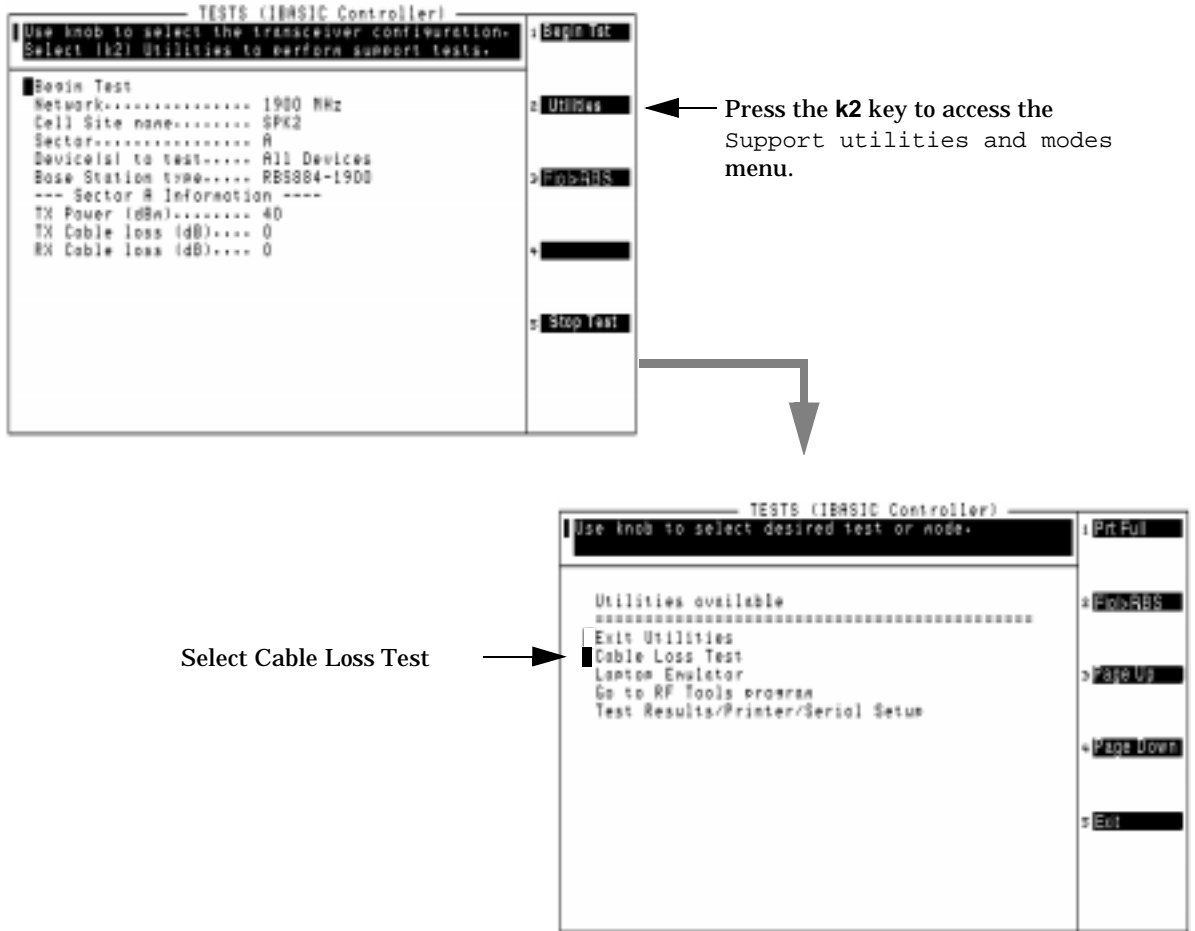 TESTS (IBASIC Controller)
Use knob to select the transceiver configuration.
Select (k2) Utilities to perform support tests.
1 Begin Tst
Begin Test
Network............... 1900 MHz
Cell Site name........ SPK2
Sector................ A
Device(s) to test..... All Devices
Base Station type..... RBS884-1900
--- Sector A Information ----
TX Power (dBm)........ 40
TX Cable loss (dB).... 0
RX Cable loss (dB).... 0
2 Utilities
3
4
5 Stop Test
Press the k2 key to access the
Support utilities and modes
menu.
TESTS (IBASIC Controller)
Use knob to select desired test or mode.
1 Prt Full
Utilities available
=========================================
Exit Utilities
Cable Loss Test
Laptop Emulator
Go to RF Tools program
Test Results/Printer/Serial Setup
2
3 Page Up
4 Page Down
5 Exit
Select Cable Loss Test